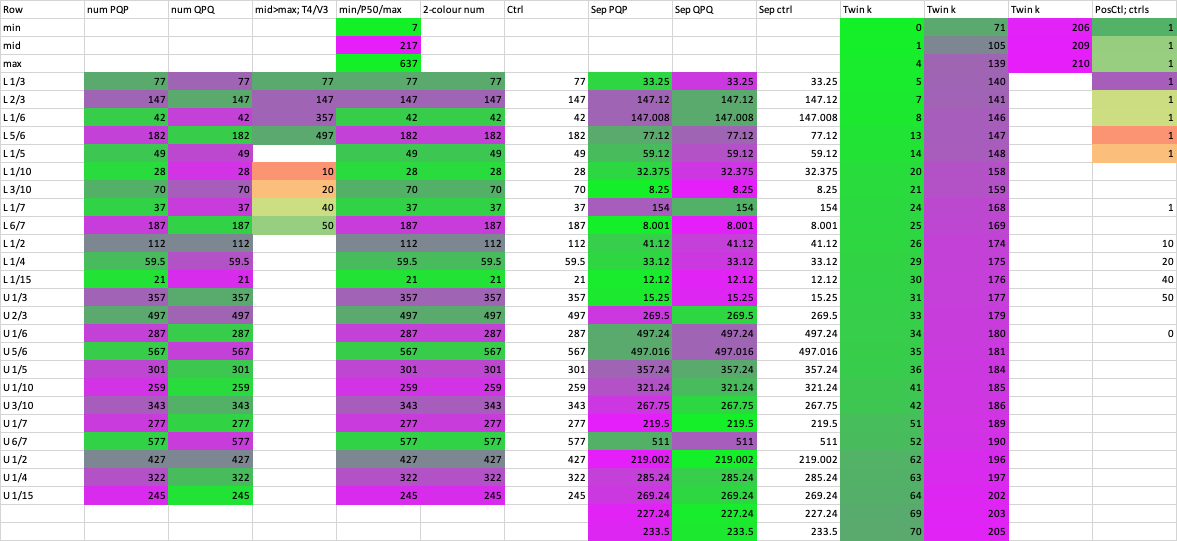 Row num PQP num QPQ mid>max; T4/V3 min/P50/max 2-colour num Ctrl Sep PQP Sep QPQ Sep ctrl Twin k Twin k Twin k PosCtl; ctrls
min 7 0 71 206 1
mid 217 1 105 209 1
max 637 4 139 210 1
L 1/3 77 77 77 77 77 77 33.25 33.25 33.25 5 140 1
L 2/3 147 147 147 147 147 147 147.12 147.12 147.12 7 141 1
L 1/6 42 42 357 42 42 42 147.008 147.008 147.008 8 146 1
L 5/6 182 182 497 182 182 182 77.12 77.12 77.12 13 147 1
L 1/5 49 49 49 49 49 59.12 59.12 59.12 14 148 1
L 1/10 28 28 10 28 28 28 32.375 32.375 32.375 20 158
L 3/10 70 70 20 70 70 70 8.25 8.25 8.25 21 159
L 1/7 37 37 40 37 37 37 154 154 154 24 168 1
L 6/7 187 187 50 187 187 187 8.001 8.001 8.001 25 169
L 1/2 112 112 112 112 112 41.12 41.12 41.12 26 174 10
L 1/4 59.5 59.5 59.5 59.5 59.5 33.12 33.12 33.12 29 175 20
L 1/15 21 21 21 21 21 12.12 12.12 12.12 30 176 40
U 1/3 357 357 357 357 357 15.25 15.25 15.25 31 177 50
U 2/3 497 497 497 497 497 269.5 269.5 269.5 33 179
U 1/6 287 287 287 287 287 497.24 497.24 497.24 34 180 0
U 5/6 567 567 567 567 567 497.016 497.016 497.016 35 181
U 1/5 301 301 301 301 301 357.24 357.24 357.24 36 184
U 1/10 259 259 259 259 259 321.24 321.24 321.24 41 185
U 3/10 343 343 343 343 343 267.75 267.75 267.75 42 186
U 1/7 277 277 277 277 277 219.5 219.5 219.5 51 189
U 6/7 577 577 577 577 577 511 511 511 52 190
U 1/2 427 427 427 427 427 219.002 219.002 219.002 62 196
U 1/4 322 322 322 322 322 285.24 285.24 285.24 63 197
U 1/15 245 245 245 245 245 269.24 269.24 269.24 64 202
227.24 227.24 227.24 69 203
233.5 233.5 233.5 70 205